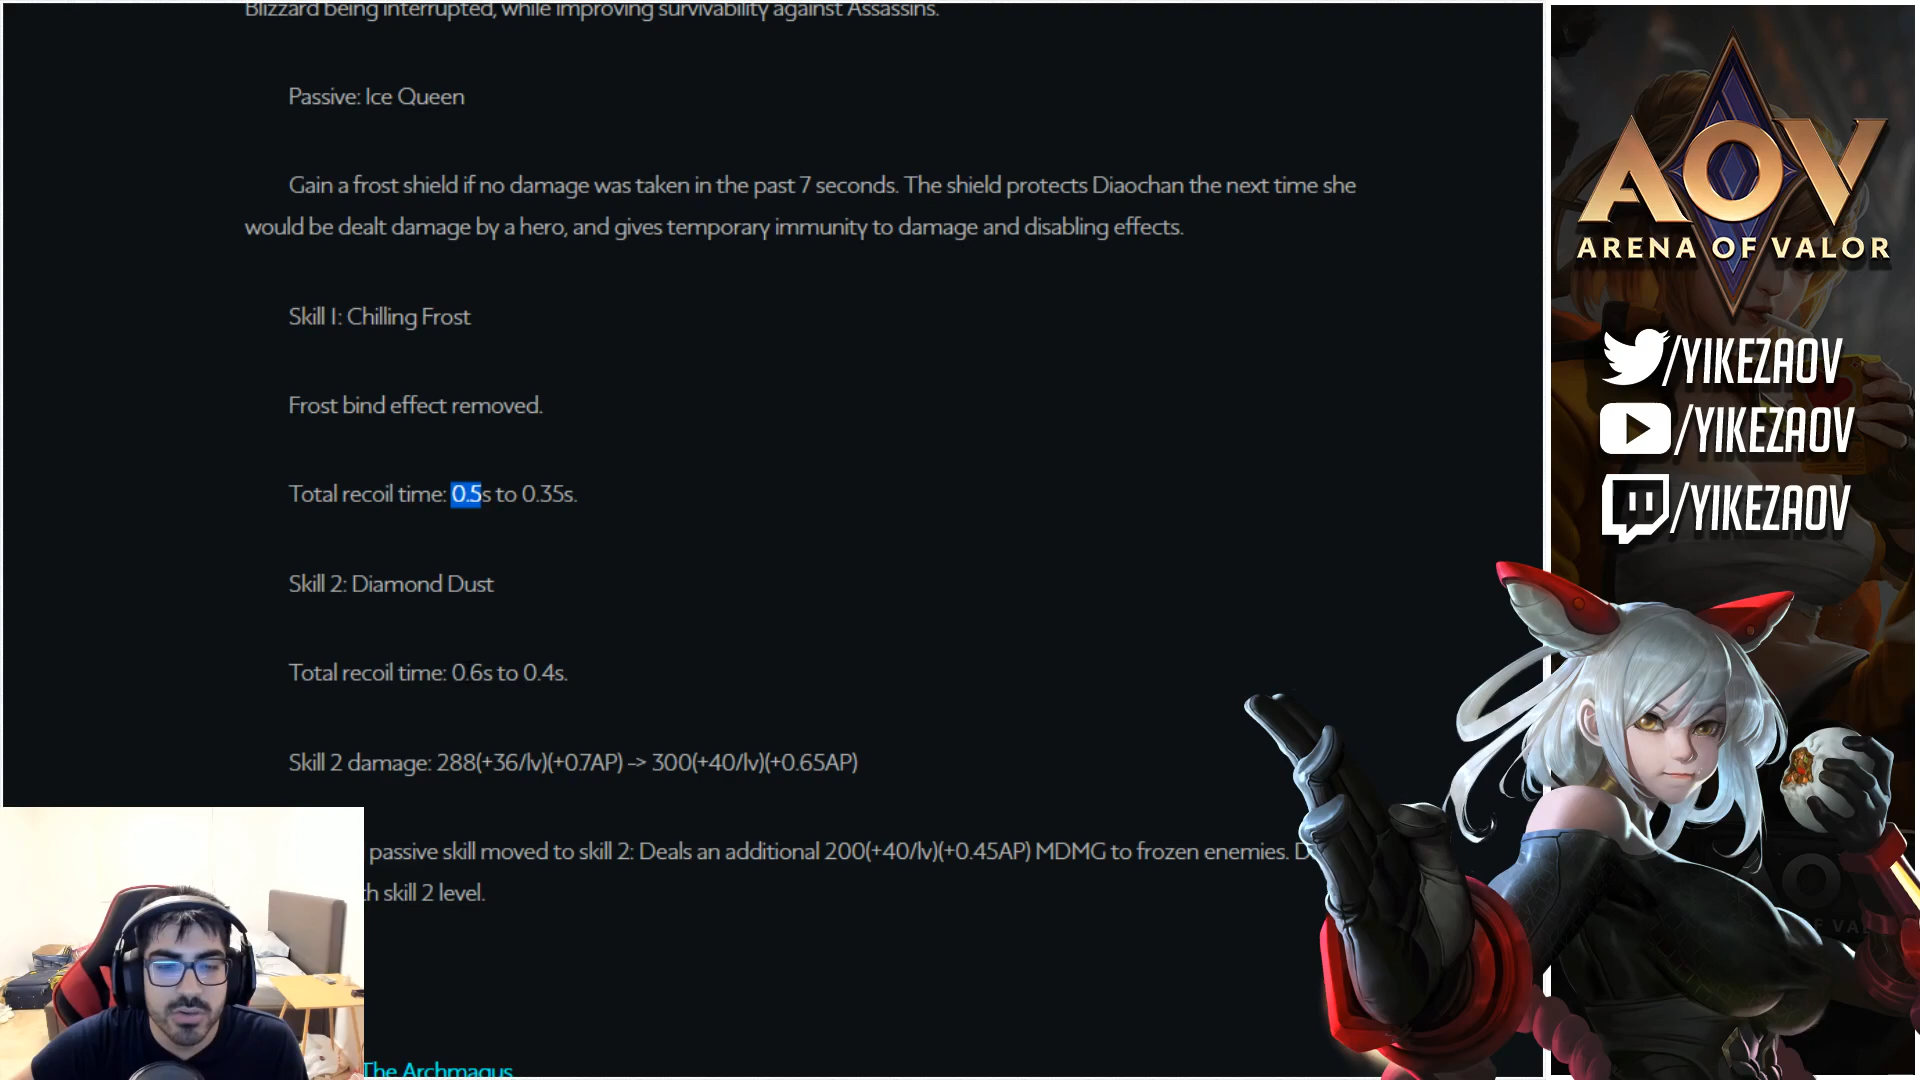 Blizzard being interrupted, while improving survivability against Assassins.
Passive: Ice Queen
Gain a frost shield if no damage was taken in the past 7 seconds. The shield protects Diaochan the next time she
would be dealt damage by a hero, and gives temporary immunity to damage and disabling effects.
Skill 1: Chilling Frost
Frost bind effect removed.
Total recoil time: 0.5s to 0.35s.
Skill 2: Diamond Dust
Total recoil time: 0.6s to 0.4s.
Skill 2 damage: 288(+36/lv)(+0.7AP) -> 300(+40/lv)(+0.65AP)
passive skill moved to skill 2: Deals an additional 200(+40/lv)(+0.45AP) MDMG to frozen enemies.
skill 2 level.
The Archmagus
AOV
ARENA OF VALOR
/YIKEZAOV
/YIKEZAOV
/YIKEZAOV